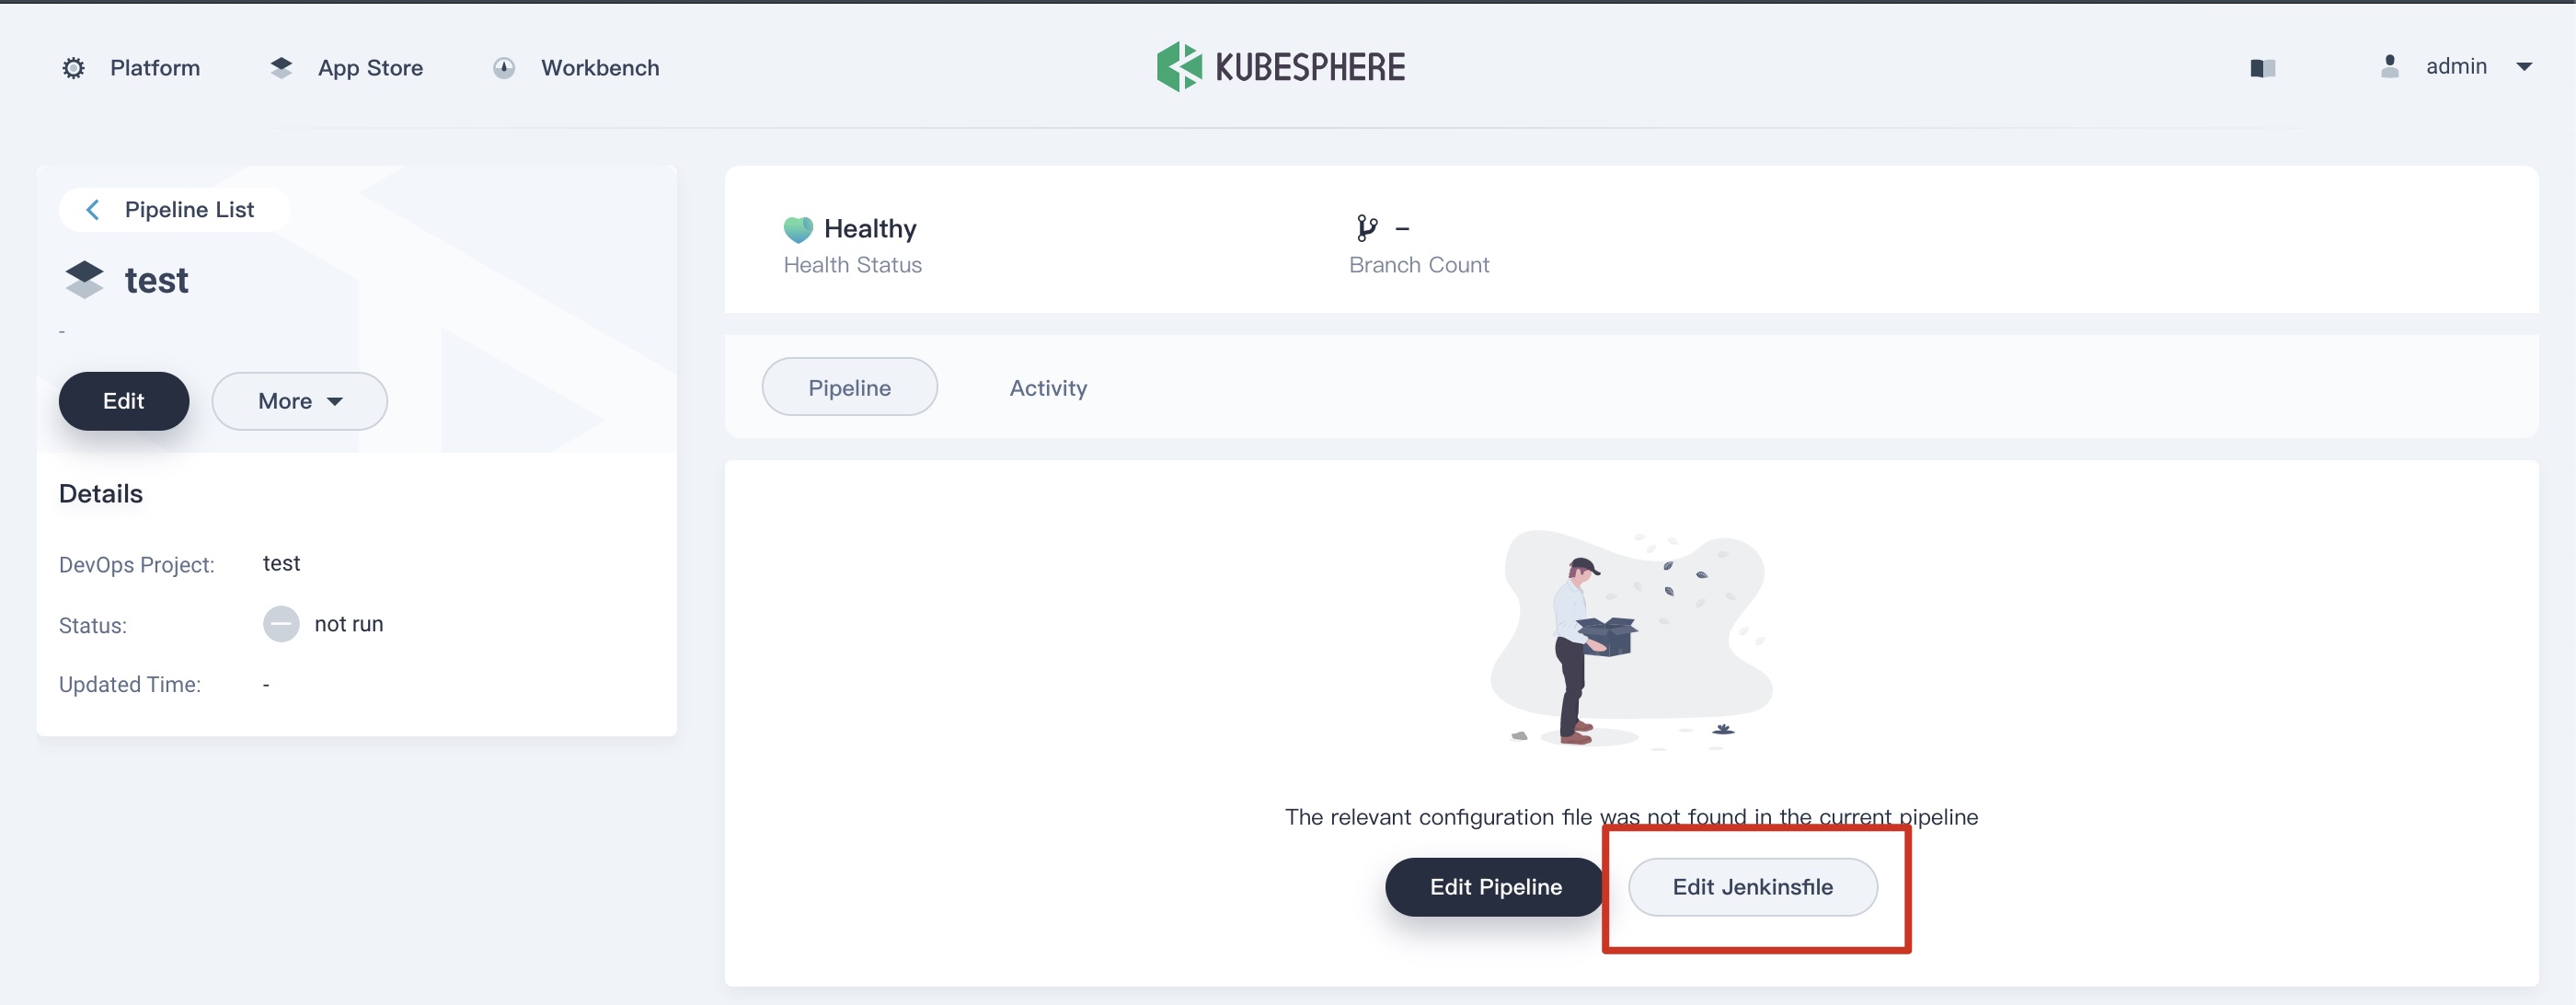 Platform App Store Workbench KUBESPHERE admin
Pipeline List
test
-
Edit More
Details
DevOps Project: test
Status: not run
Updated Time: -
Healthy
Health Status
–
Branch Count
Pipeline Activity
The relevant configuration file was not found in the current pipeline
Edit Pipeline Edit Jenkinsfile